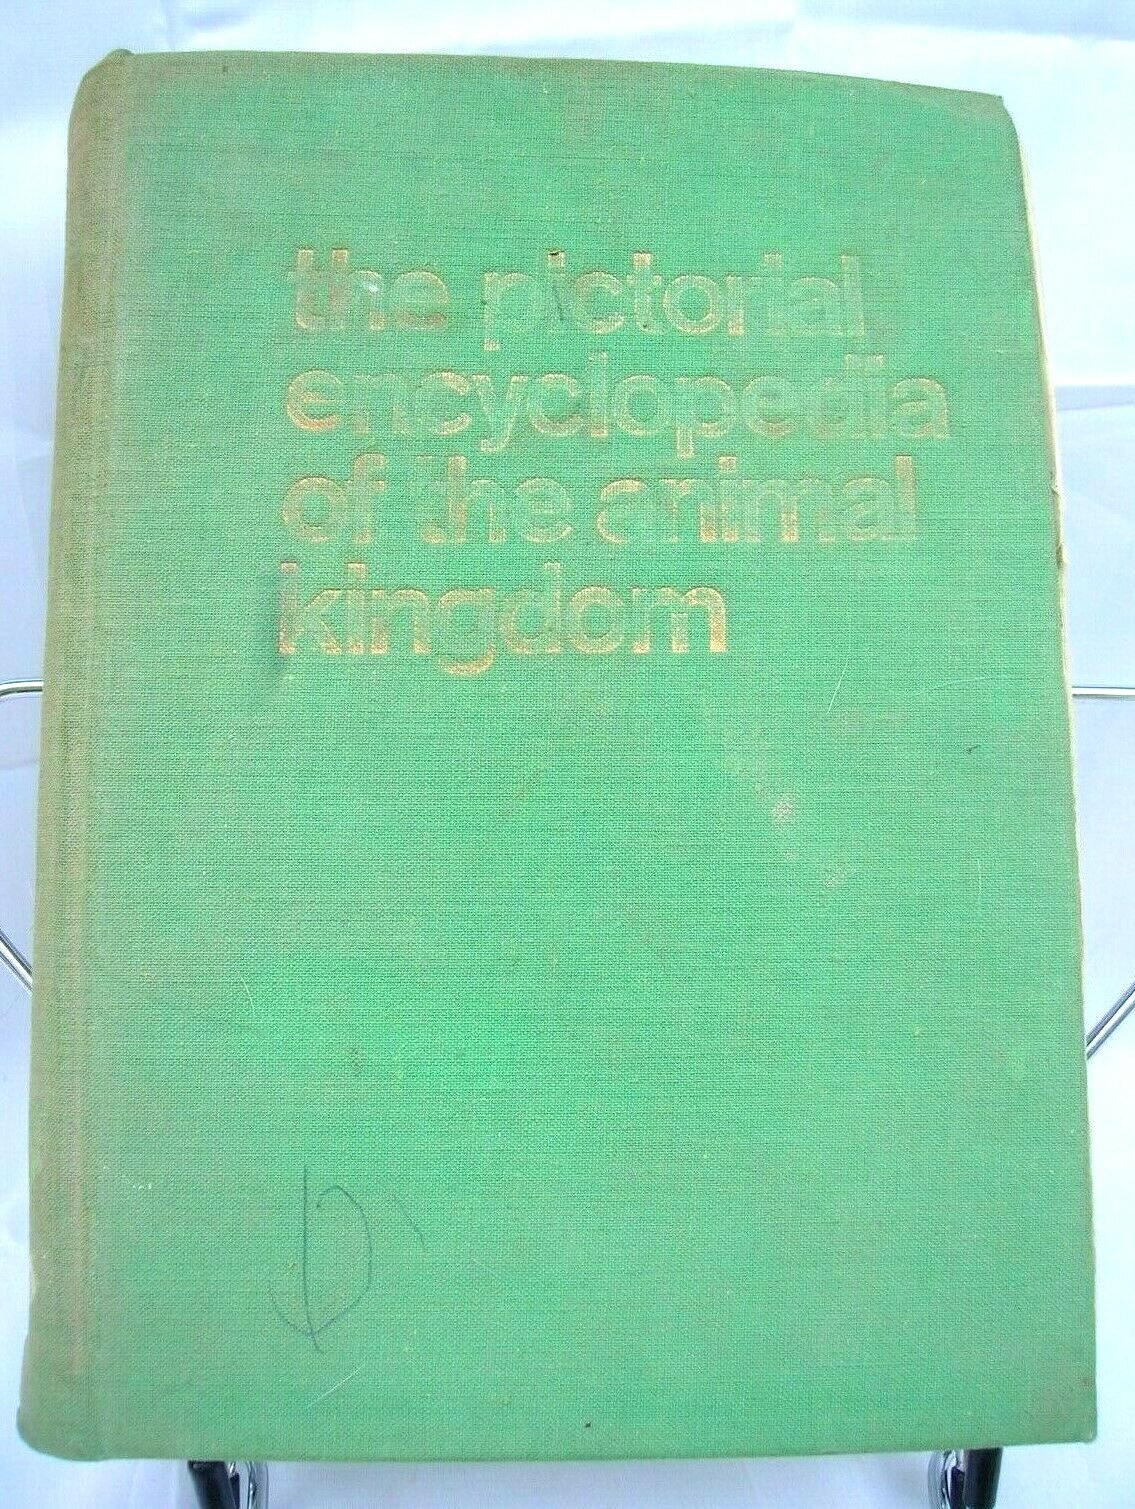 the pictorial
encyclopedia
of the animal
kingdom
D